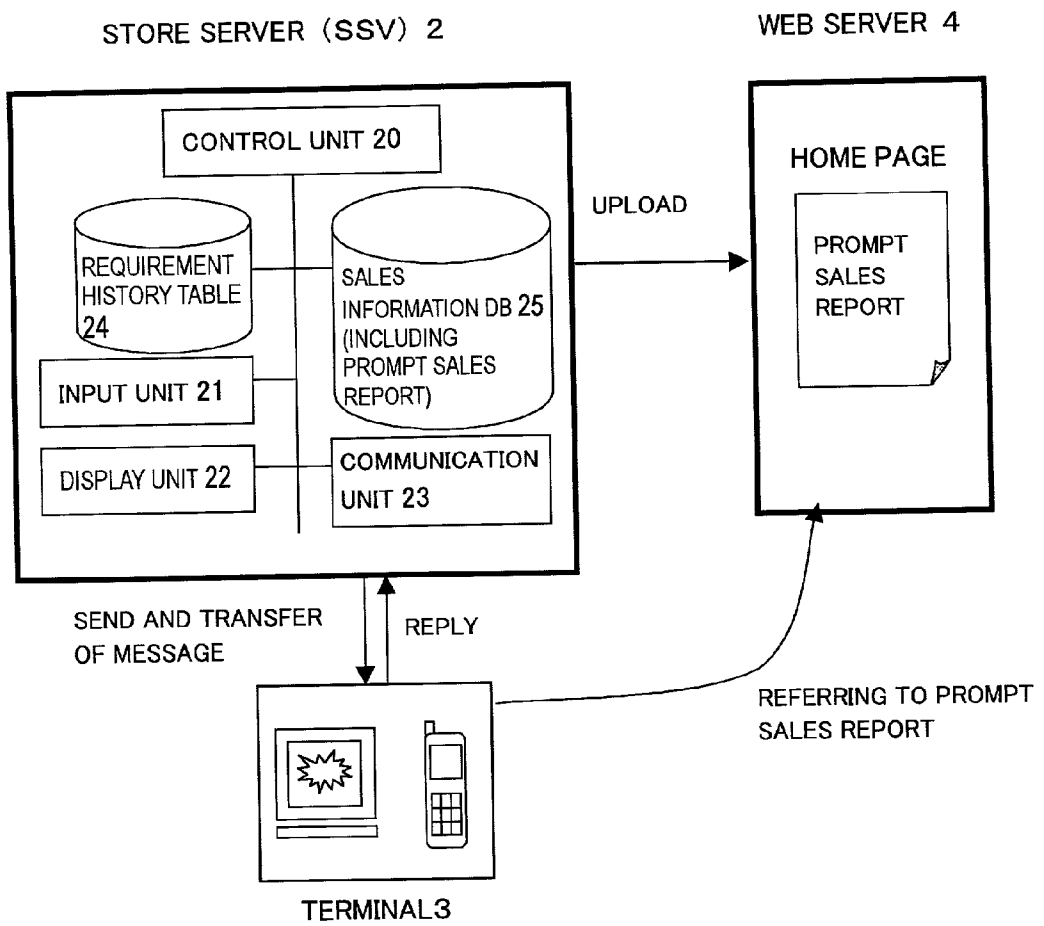 STORE SERVER (SSV) 2
WEB SERVER 4
CONTROL UNIT 20
REQUIREMENT
HISTORY TABLE
24
SALES
INFORMATION DB 25
(INCLUDING
PROMPT SALES
REPORT)
INPUT UNIT 21
DISPLAY UNIT 22
COMMUNICATION
UNIT 23
UPLOAD
HOME PAGE
PROMPT
SALES
REPORT
SEND AND TRANSFER
OF MESSAGE
REPLY
REFERRING TO PROMPT
SALES REPORT
TERMINAL3